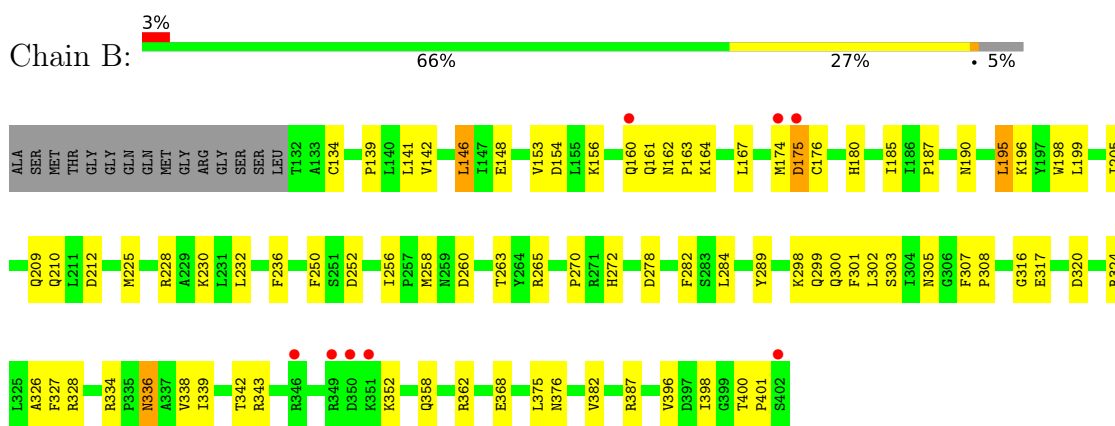 3%
Chain B:
66% 27% • 5%
ALA SER MET THR GLY GLY GLN GLN MET GLY ARG GLY SER SER LEU T132 A133 C134 P139 L140 L141 V142 L146 I147 E148 V153 D154 L155 K156 Q160 Q161 N162 P163 K164 L167 M174 D175 C176 H180 I185 I186 P187 N190 L195 K196 Y197 W198 L199
Q209 Q210 L211 D212 M225 R228 A229 K230 L231 L232 F236 F250 S251 D252 I256 P257 M258 N259 D260 T263 Y264 R265 P270 R271 H272 D278 F282 S283 L284 Y289 K298 Q299 Q300 F301 L302 S303 I304 N305 G306 F307 P308 G316 E317 D320
L325 A326 F327 R328 R334 P335 N336 A337 V338 I339 T342 R343 R346 R349 D350 K351 K352 Q358 R362 E368 L375 N376 V382 R387 V396 D397 I398 G399 T400 P401 S402